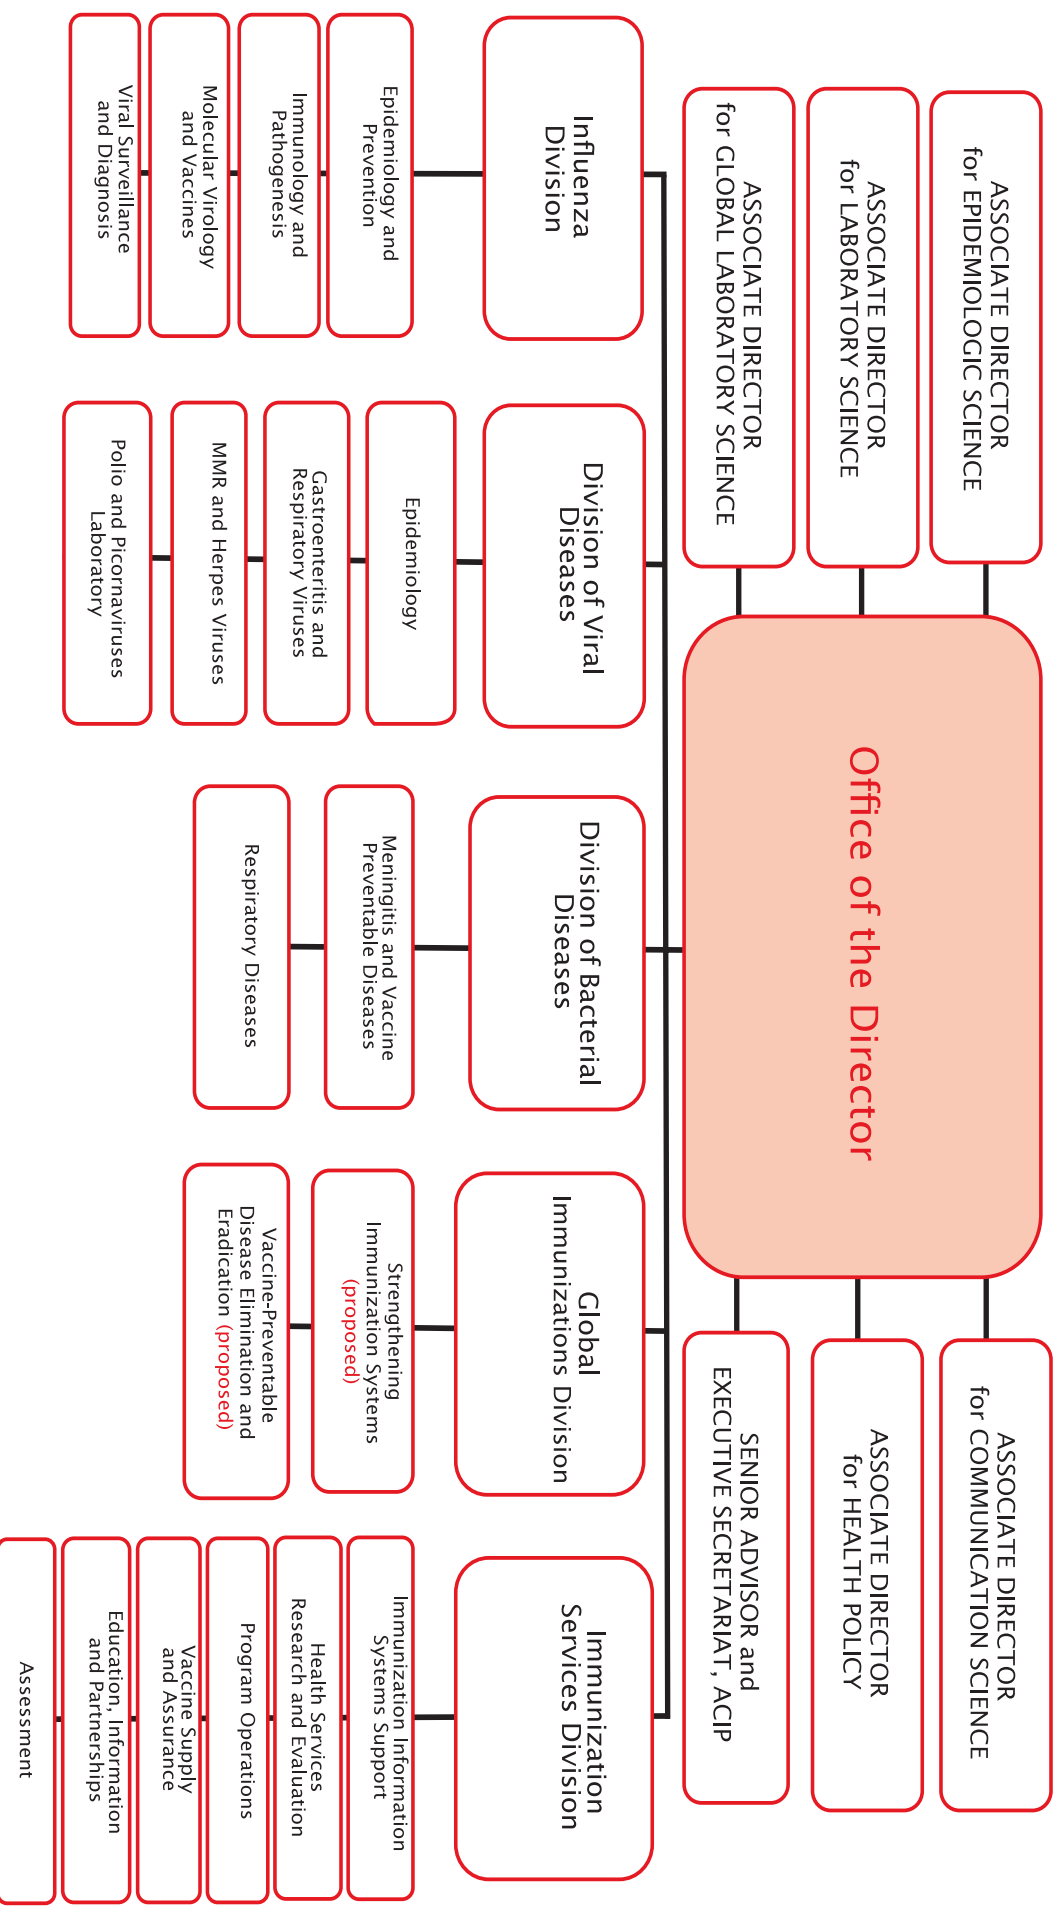 ASSOCIATE DIRECTOR
for EPIDEMIOLOGIC SCIENCE
ASSOCIATE DIRECTOR
for LABORATORY SCIENCE
ASSOCIATE DIRECTOR
for GLOBAL LABORATORY SCIENCE
Office of the Director
ASSOCIATE DIRECTOR
for COMMUNICATION SCIENCE
ASSOCIATE DIRECTOR
for HEALTH POLICY
SENIOR ADVISOR and
EXECUTIVE SECRETARIAT, ACIP
Influenza
Division
Epidemiology and
Prevention
Immunology and
Pathogenesis
Molecular Virology
and Vaccines
Viral Surveillance
and Diagnosis
Division of Viral
Diseases
Epidemiology
Gastroenteritis and
Respiratory Viruses
MMR and Herpes Viruses
Polio and Picornaviruses
Laboratory
Division of Bacterial
Diseases
Meningitis and Vaccine
Preventable Diseases
Respiratory Diseases
Global
Immunizations Division
Strengthening
Immunization Systems
(proposed)
Vaccine-Preventable
Disease Elimination and
Eradication (proposed)
Immunization
Services Division
Immunization Information
Systems Support
Health Services
Research and Evaluation
Program Operations
Vaccine Supply
and Assurance
Education, Information
and Partnerships
Assessment